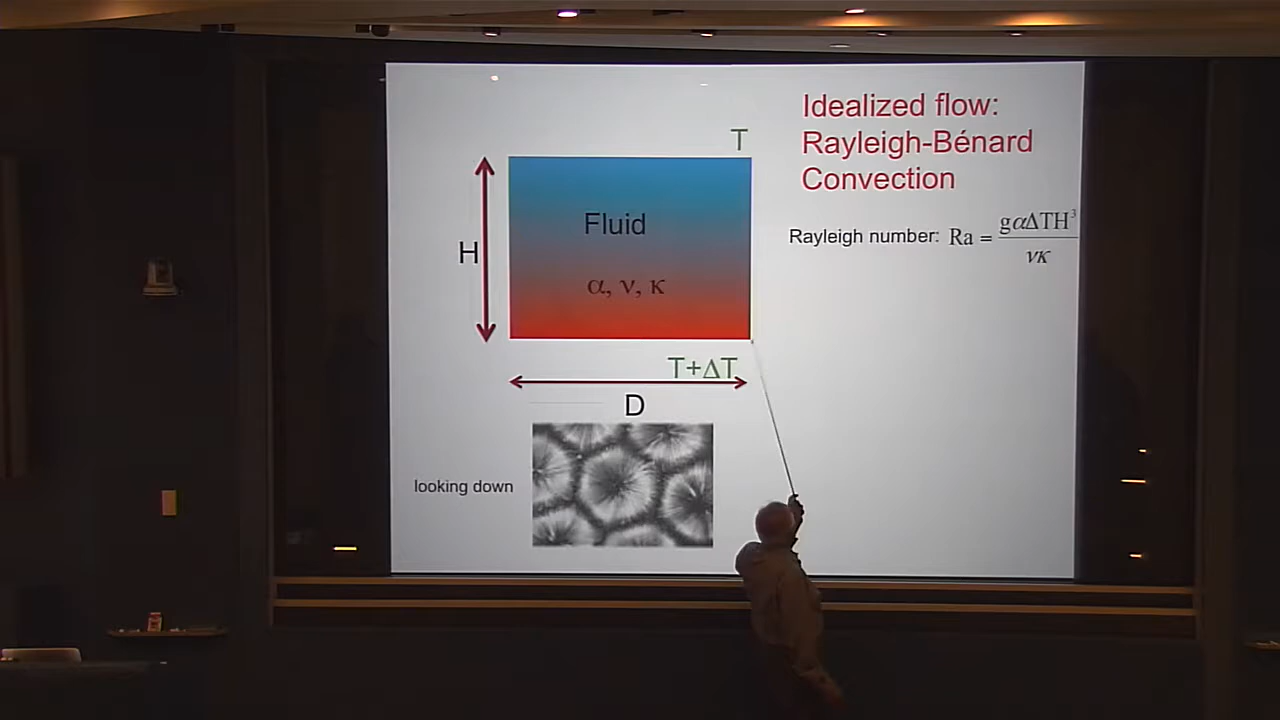 Idealized flow:
Rayleigh-Bénard
Convection
T
Fluid
H
α, ν, κ
Rayleigh number: Ra = gαΔTH³ / νκ
T+ΔT
D
looking down